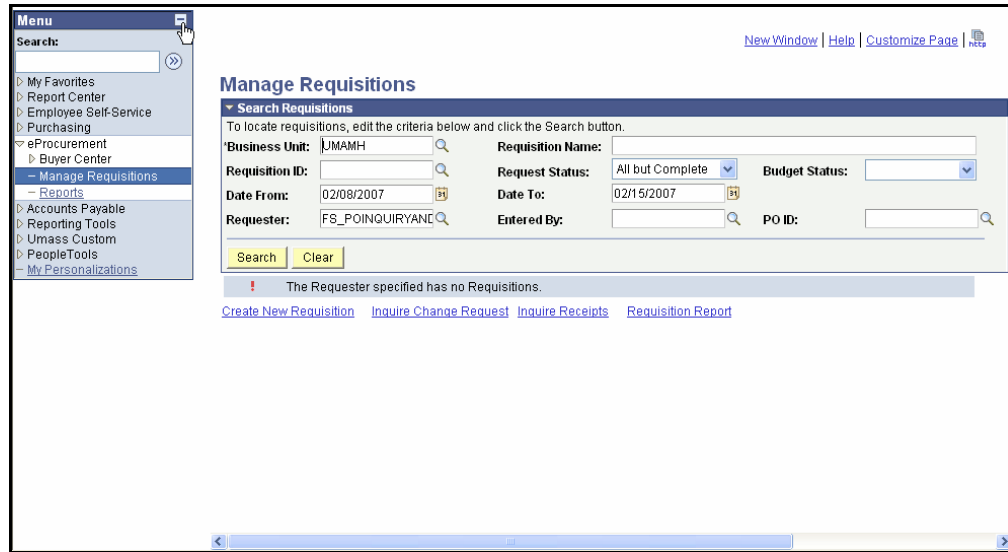 Menu
Search:
My Favorites
Report Center
Employee Self-Service
Purchasing
eProcurement
Buyer Center
Manage Requisitions
Reports
Accounts Payable
Reporting Tools
Umass Custom
PeopleTools
My Personalizations
New Window | Help | Customize Page | http
Manage Requisitions
Search Requisitions
To locate requisitions, edit the criteria below and click the Search button.
*Business Unit: UMAMH Requisition Name:
Requisition ID: Request Status: All but Complete Budget Status:
Date From: 02/08/2007 31 Date To: 02/15/2007 31
Requester: FS_POINQUIRYAND Entered By: PO ID:
Search Clear
! The Requester specified has no Requisitions.
Create New Requisition Inquire Change Request Inquire Receipts Requisition Report